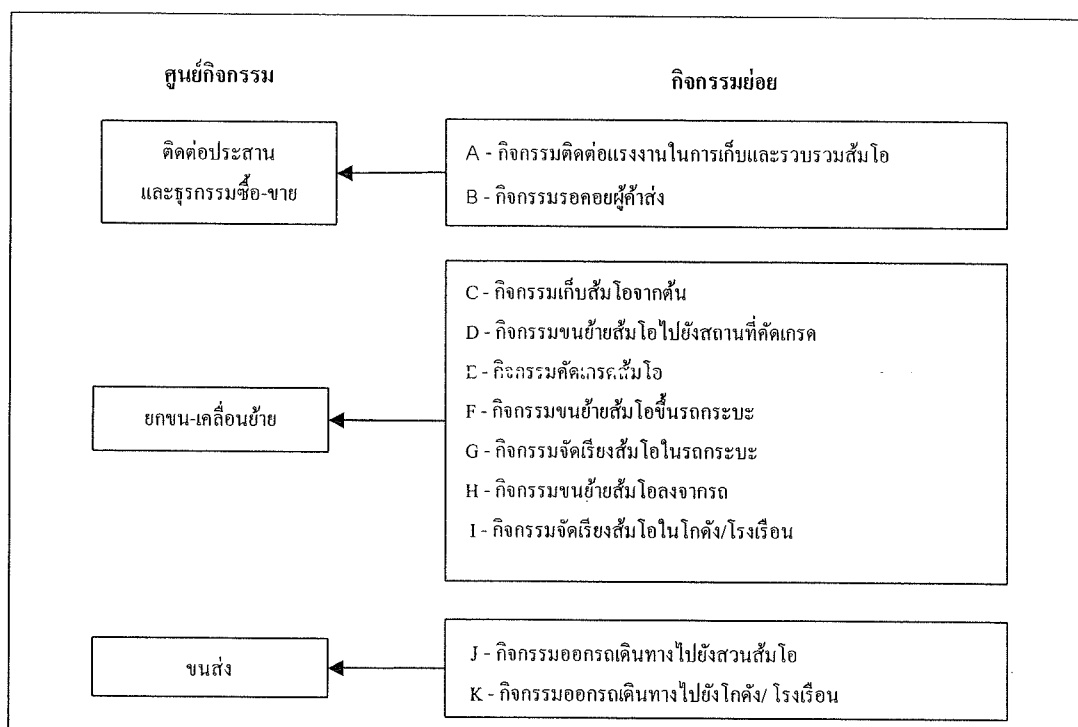 ศูนย์กิจกรรม
กิจกรรมย่อย
ติดต่อประสาน
และธุรกรรมซื้อ-ขาย
A - กิจกรรมติดต่อแรงงานในการเก็บและรวบรวมส้มโอ
B - กิจกรรมรอคอยผู้ค้าส่ง
ยกขน-เคลื่อนย้าย
C - กิจกรรมเก็บส้มโอจากต้น
D - กิจกรรมขนย้ายส้มโอไปยังสถานที่คัดเกรด
E - กิจกรรมคัดเกรดส้มโอ
F - กิจกรรมขนย้ายส้มโอขึ้นรถกระบะ
G - กิจกรรมจัดเรียงส้มโอในรถกระบะ
H - กิจกรรมขนย้ายส้มโอลงจากรถ
I - กิจกรรมจัดเรียงส้มโอในโกดัง/โรงเรือน
ขนส่ง
J - กิจกรรมออกรถเดินทางไปยังสวนส้มโอ
K - กิจกรรมออกรถเดินทางไปยังโกดัง/ โรงเรือน